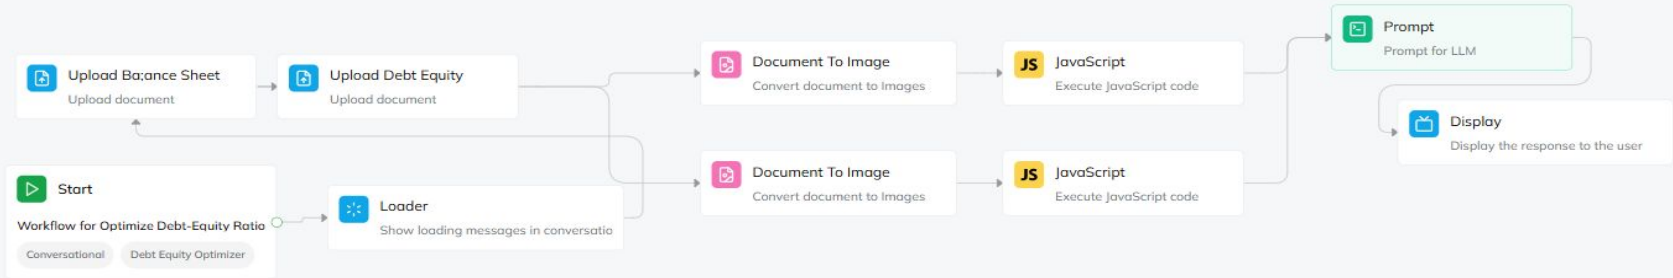 Upload Ba;ance Sheet
Upload document
Upload Debt Equity
Upload document
Document To Image
Convert document to Images
JS
JavaScript
Execute JavaScript code
Prompt
Prompt for LLM
Display
Display the response to the user
Document To Image
Convert document to Images
JS
JavaScript
Execute JavaScript code
Start
Workflow for Optimize Debt-Equity Ratio
Conversational
Debt Equity Optimizer
Loader
Show loading messages in conversatio